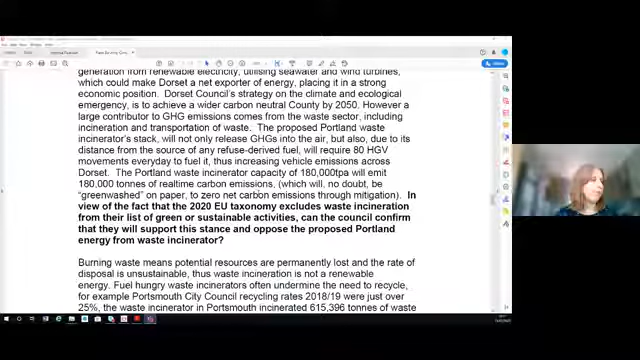 generation from renewable electricity, utilising seawater and wind turbines,
which could make Dorset a net exporter of energy, placing it in a strong
economic position.  Dorset Council's strategy on the climate and ecological
emergency, is to achieve a wider carbon neutral County by 2050.  However a
large contributor to GHG emissions comes from the waste sector, including
incineration and transportation of waste.  The proposed Portland waste
incinerator's stack, will not only release GHGs into the air, but also, due to its
distance from the source of any refuse-derived fuel, will require 80 HGV
movements everyday to fuel it, thus increasing vehicle emissions across
Dorset.  The Portland waste incinerator capacity of 180,000tpa will emit
180,000 tonnes of realtime carbon emissions, (which will, no doubt, be
"greenwashed" on paper, to zero net carbon emissions through mitigation).  In
view of the fact that the 2020 EU taxonomy excludes waste incineration
from their list of green or sustainable activities, can the council confirm
that they will support this stance and oppose the proposed Portland
energy from waste incinerator?
Burning waste means potential resources are permanently lost and the rate of
disposal is unsustainable, thus waste incineration is not a renewable
energy.  Fuel hungry waste incinerators often undermine the need to recycle,
for example Portsmouth City Council recycling rates 2018/19 were just over
25%, the waste incinerator in Portsmouth incinerated 615,396 tonnes of waste